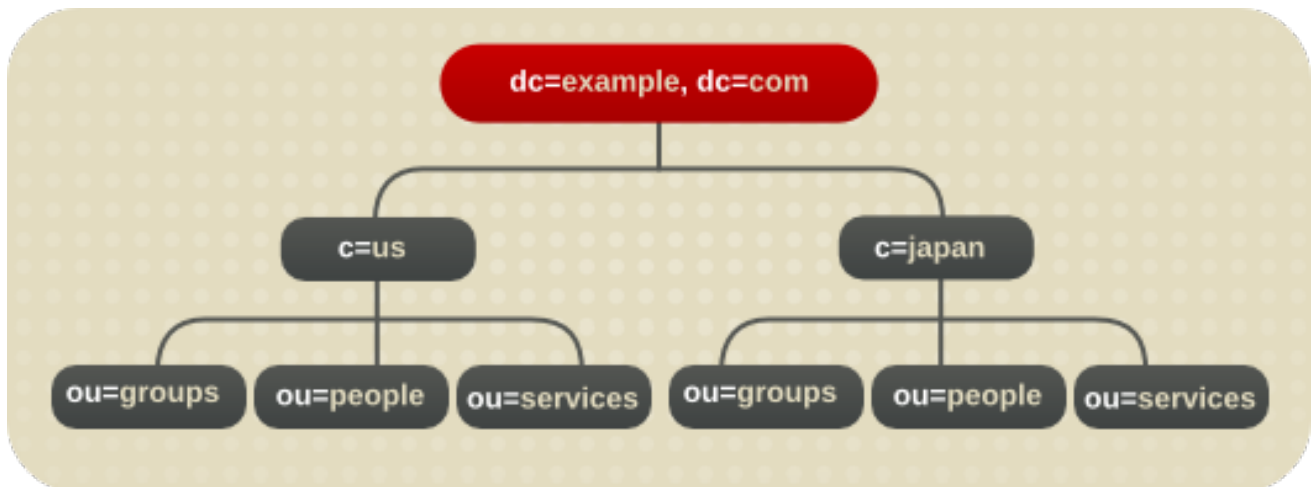 dc=example, dc=com
c=us
c=japan
ou=groups
ou=people
ou=services
ou=groups
ou=people
ou=services